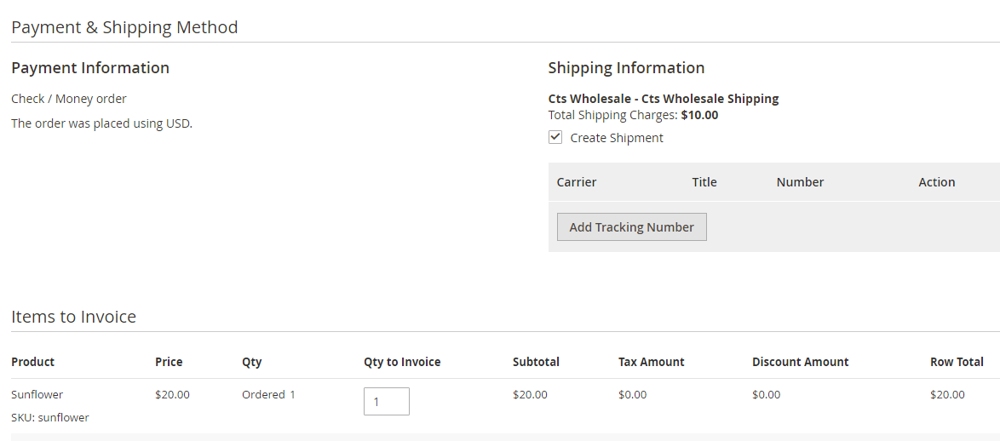 Payment & Shipping Method
Payment Information
Check / Money order
The order was placed using USD.
Shipping Information
Cts Wholesale - Cts Wholesale Shipping
Total Shipping Charges: $10.00
Create Shipment
Carrier Title Number Action
Add Tracking Number
Items to Invoice
Product Price Qty Qty to Invoice Subtotal Tax Amount Discount Amount Row Total
Sunflower $20.00 Ordered 1 1 $20.00 $0.00 $0.00 $20.00
SKU: sunflower